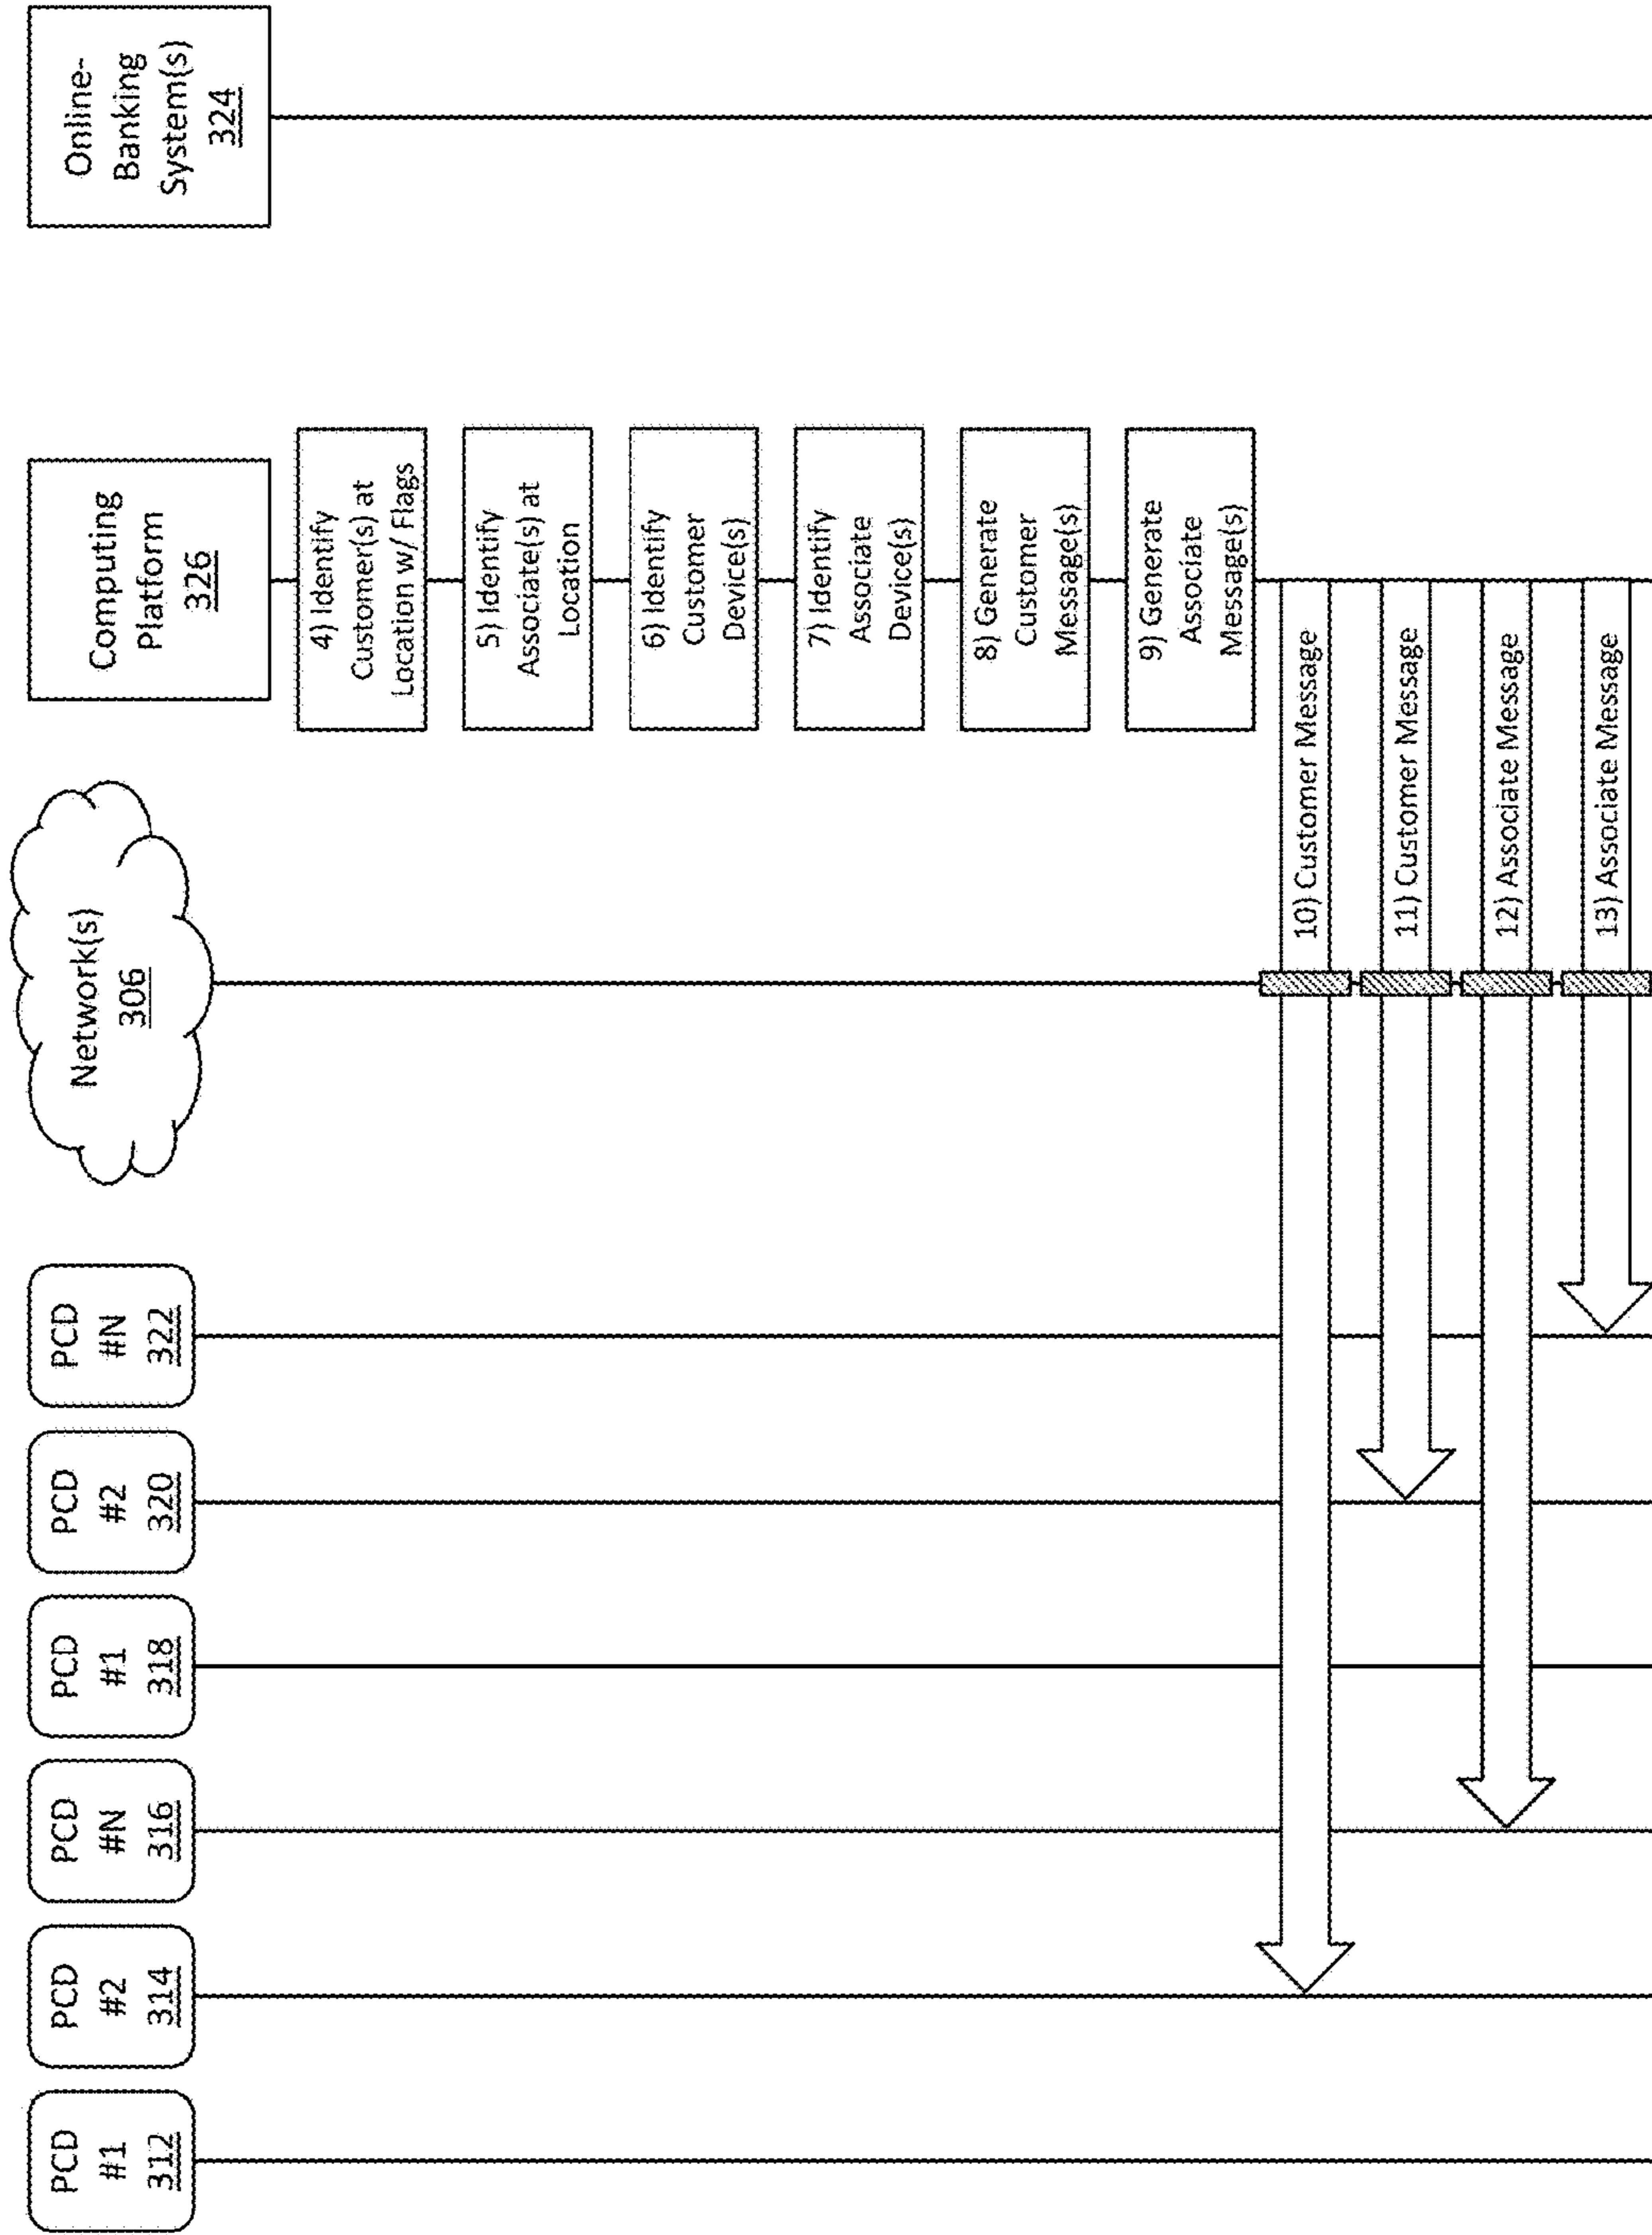 PCD
#1
312
PCD
#2
314
PCD
#N
316
PCD
#1
318
PCD
#2
320
PCD
#N
322
Network(s)
306
Computing
Platform
326
Online-
Banking
System(s)
324
4) Identify
Customer(s) at
Location w/ Flags
5) Identify
Associate(s) at
Location
6) Identify
Customer
Device(s)
7) Identify
Associate
Device(s)
8) Generate
Customer
Message(s)
9) Generate
Associate
Message(s)
10) Customer Message
11) Customer Message
12) Associate Message
13) Associate Message